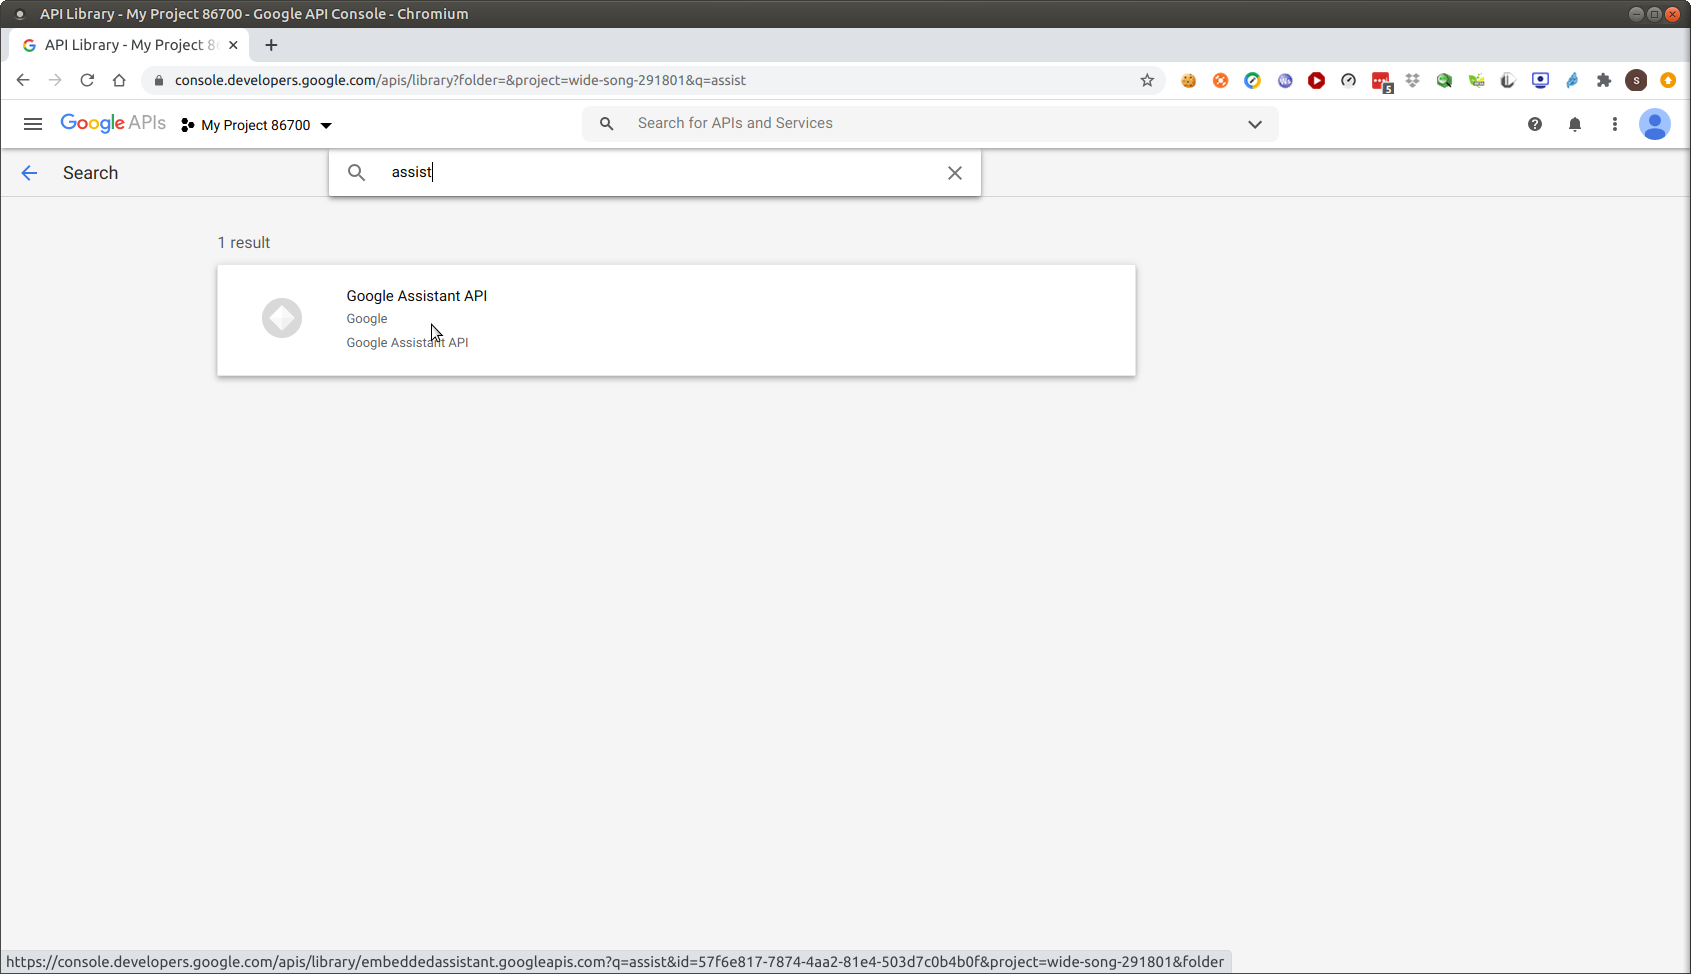 API Library - My Project 86700 - Google API Console - Chromium
API Library - My Project 8
console.developers.google.com/apis/library?folder=&project=wide-song-291801&q=assist
5
s
Google APIs
My Project 86700
Search for APIs and Services
Search
assist
1 result
Google Assistant API
Google
Google Assistant API
https://console.developers.google.com/apis/library/embeddedassistant.googleapis.com?q=assist&id=57f6e817-7874-4aa2-81e4-503d7c0b4b0f&project=wide-song-291801&folder